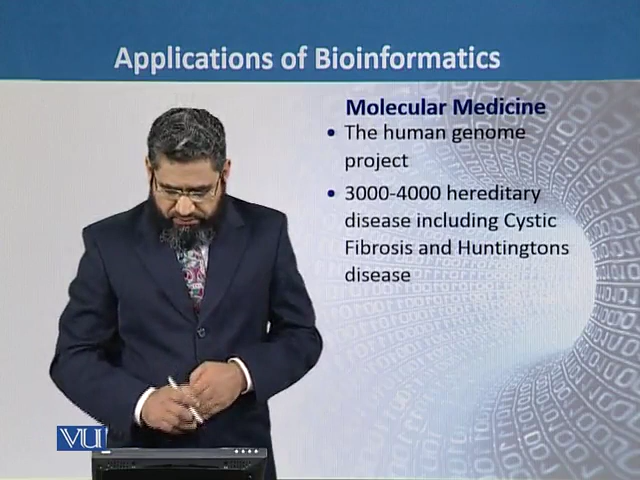 Applications of Bioinformatics
Molecular Medicine
• The human genome
project
• 3000-4000 hereditary
disease including Cystic
Fibrosis and Huntingtons
disease
VU